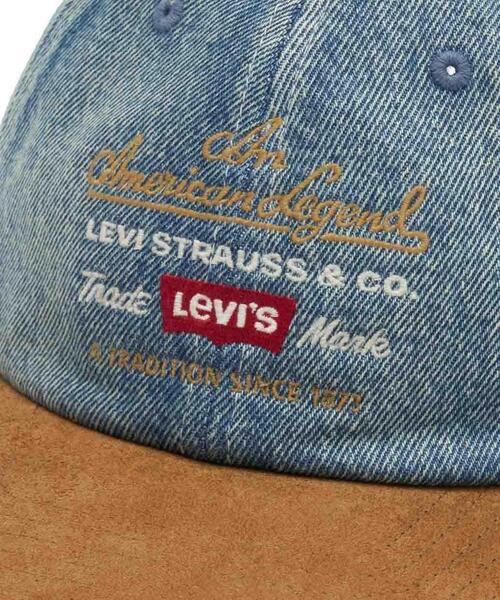 An
American Legend
LEVI STRAUSS & CO.
Trade LEVI'S Mark
A TRADITION SINCE 1873